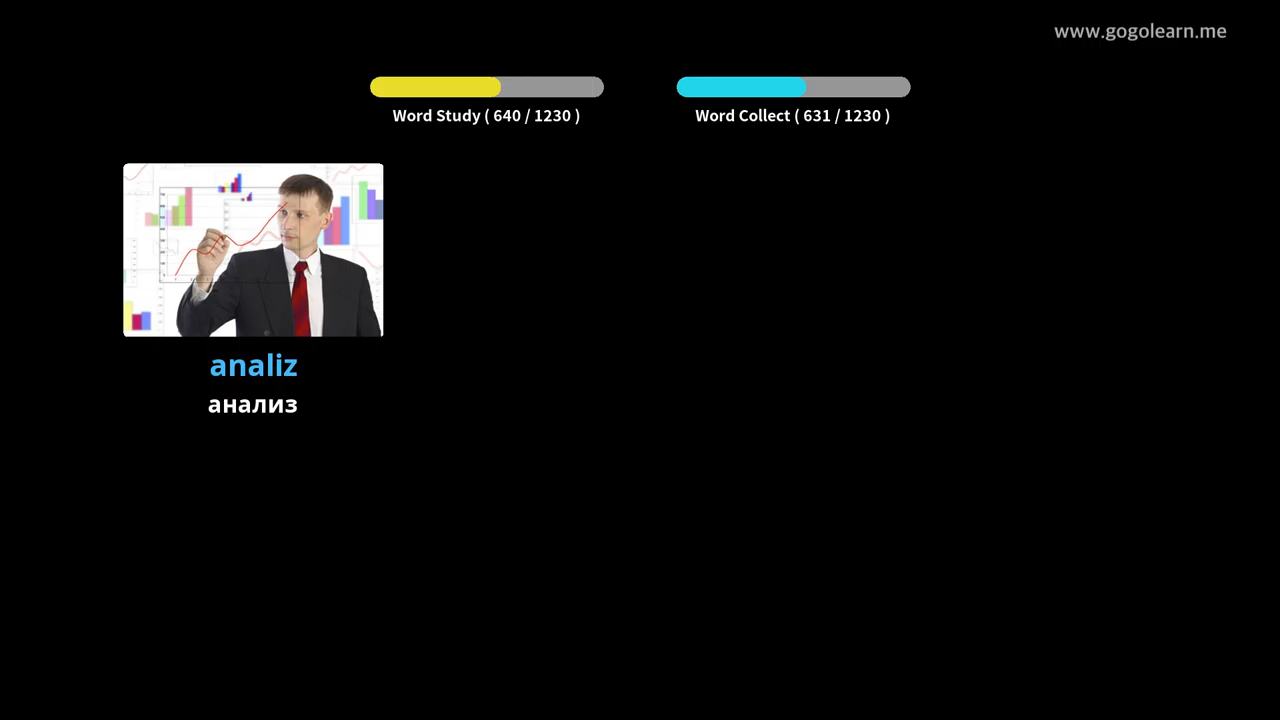 www.gogolearn.me
Word Study ( 640 / 1230 )
Word Collect ( 631 / 1230 )
analiz
анализ